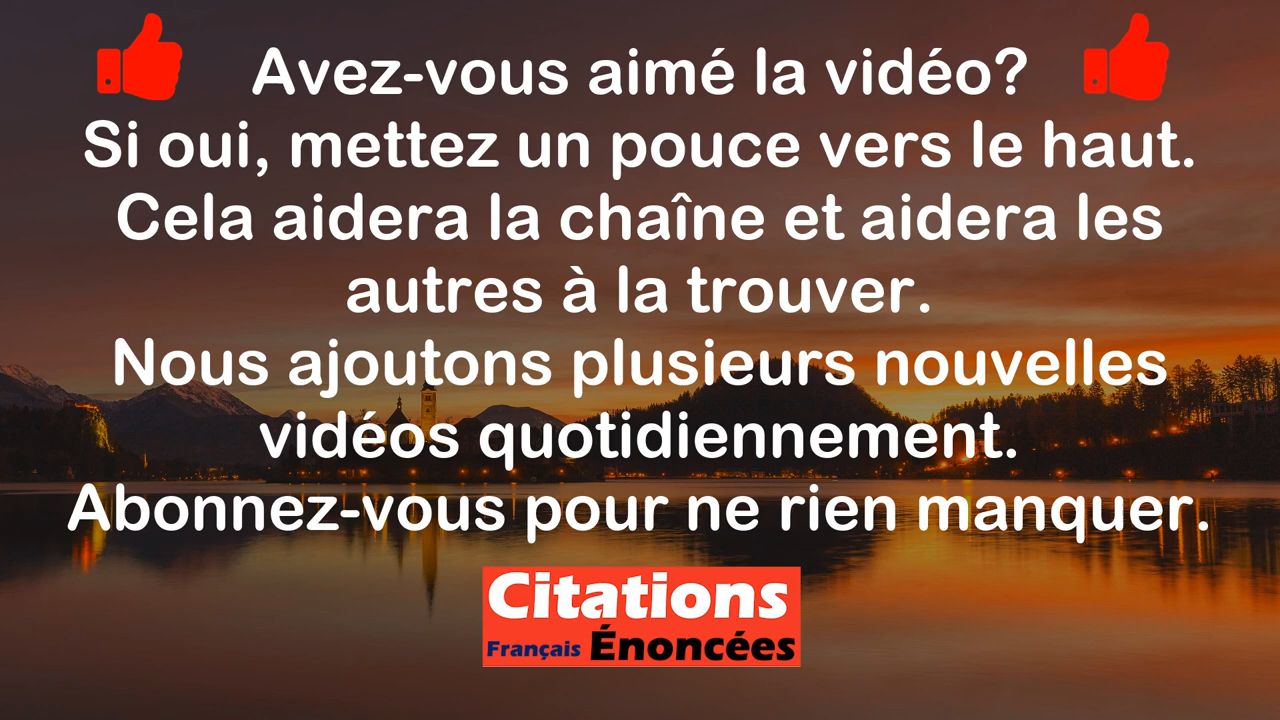 Avez-vous aimé la vidéo?
Si oui, mettez un pouce vers le haut.
Cela aidera la chaîne et aidera les
autres à la trouver.
Nous ajoutons plusieurs nouvelles
vidéos quotidiennement.
Abonnez-vous pour ne rien manquer.
Citations
Français Énoncées